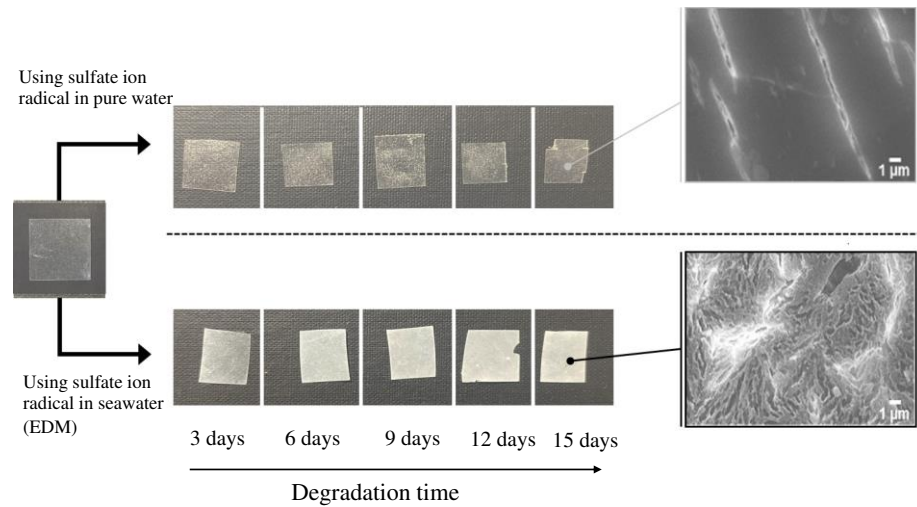 Using sulfate ion
radical in pure water
1 μm
Using sulfate ion
radical in seawater
(EDM)
1 μm
3 days
6 days
9 days
12 days
15 days
Degradation time